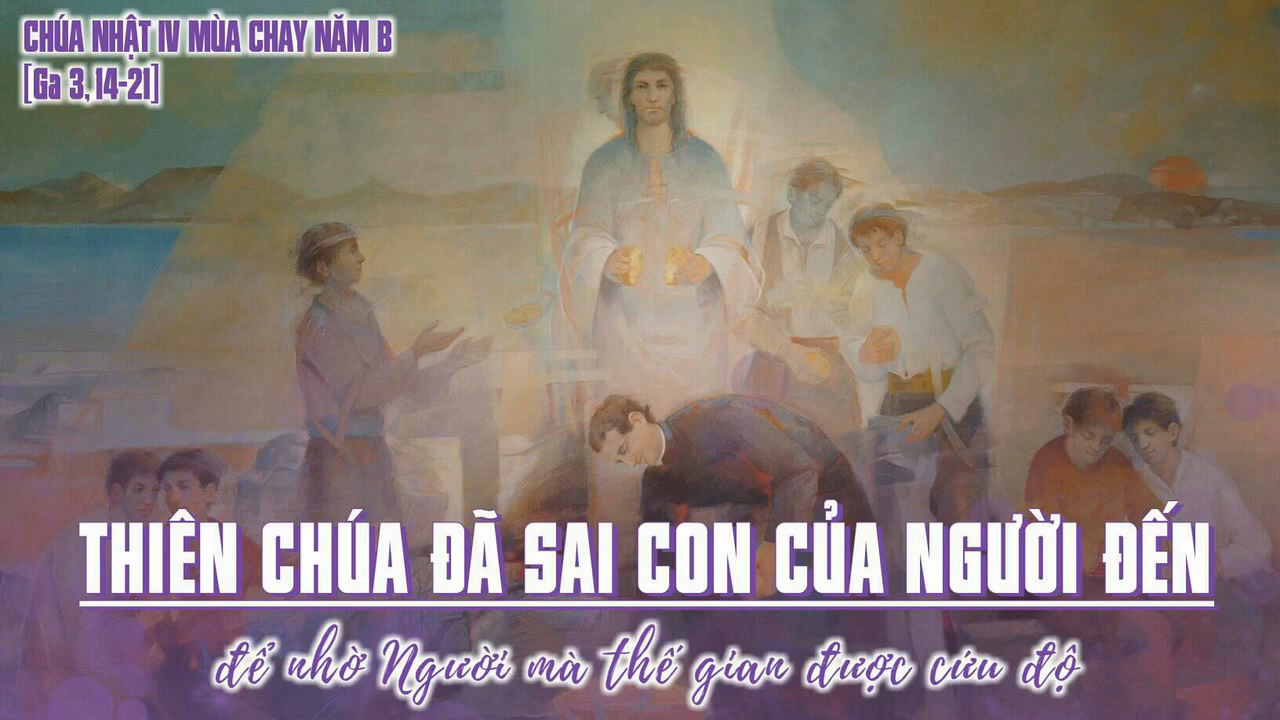 CHÚA NHẬT IV MÙA CHAY NĂM B
[Ga 3, 14-21]
THIÊN CHÚA ĐÃ SAI CON CỦA NGƯỜI ĐẾN
để nhờ Người mà thế gian được cứu độ